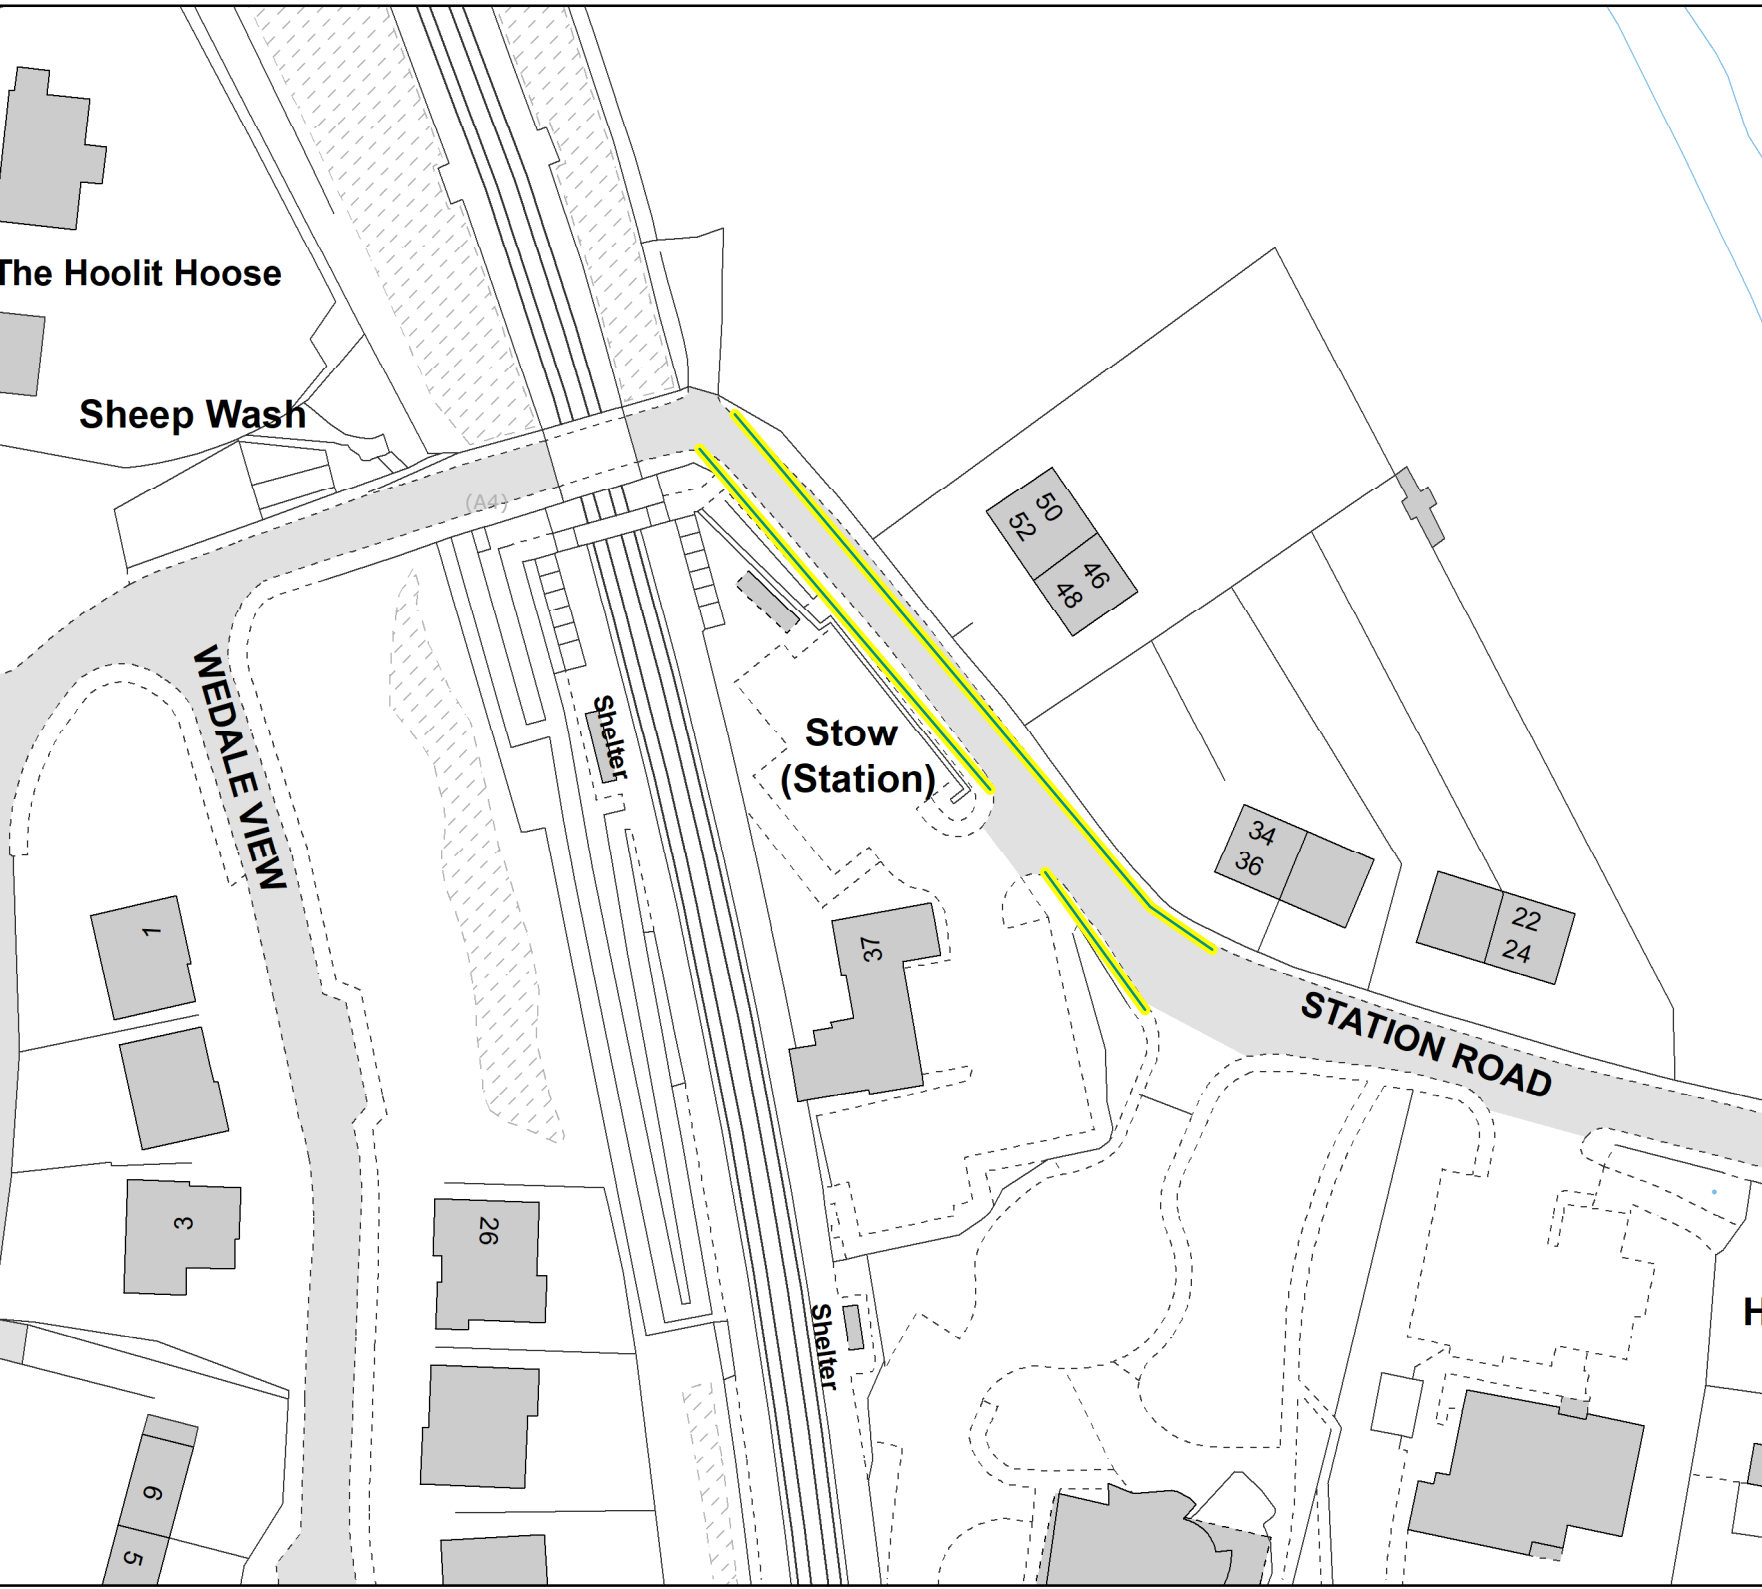 The Hoolit Hoose
Sheep Wash
(A4)
50
52
46
48
WEDALE VIEW
Shelter
Stow
(Station)
34
36
22
24
1
37
STATION ROAD
3
26
H
Shelter
6
5